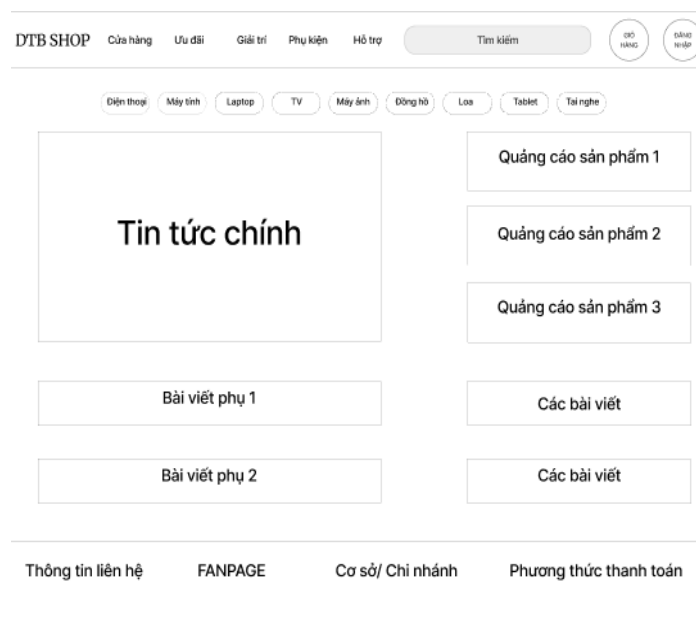 DTB SHOP Cửa hàng Ưu đãi Giải trí Phụ kiện Hỗ trợ Tìm kiếm GIỎ HÀNG ĐĂNG NHẬP
Điện thoại Máy tính Laptop TV Máy ảnh Đồng hồ Loa Tablet Tai nghe
Tin tức chính
Quảng cáo sản phẩm 1
Quảng cáo sản phẩm 2
Quảng cáo sản phẩm 3
Bài viết phụ 1
Các bài viết
Bài viết phụ 2
Các bài viết
Thông tin liên hệ FANPAGE Cơ sở/ Chi nhánh Phương thức thanh toán